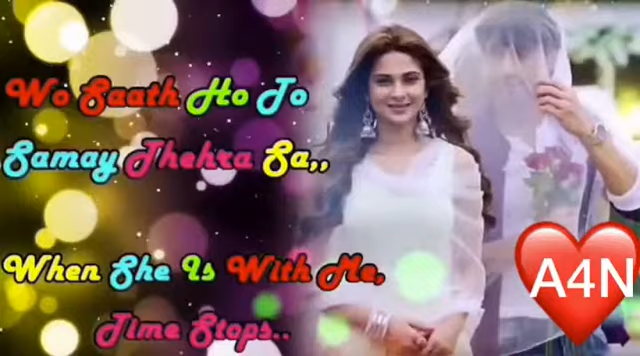 Wo Saath Ho To
Samay Thehra Sa,,
When She Is With Me,
Time Stops..
A4N